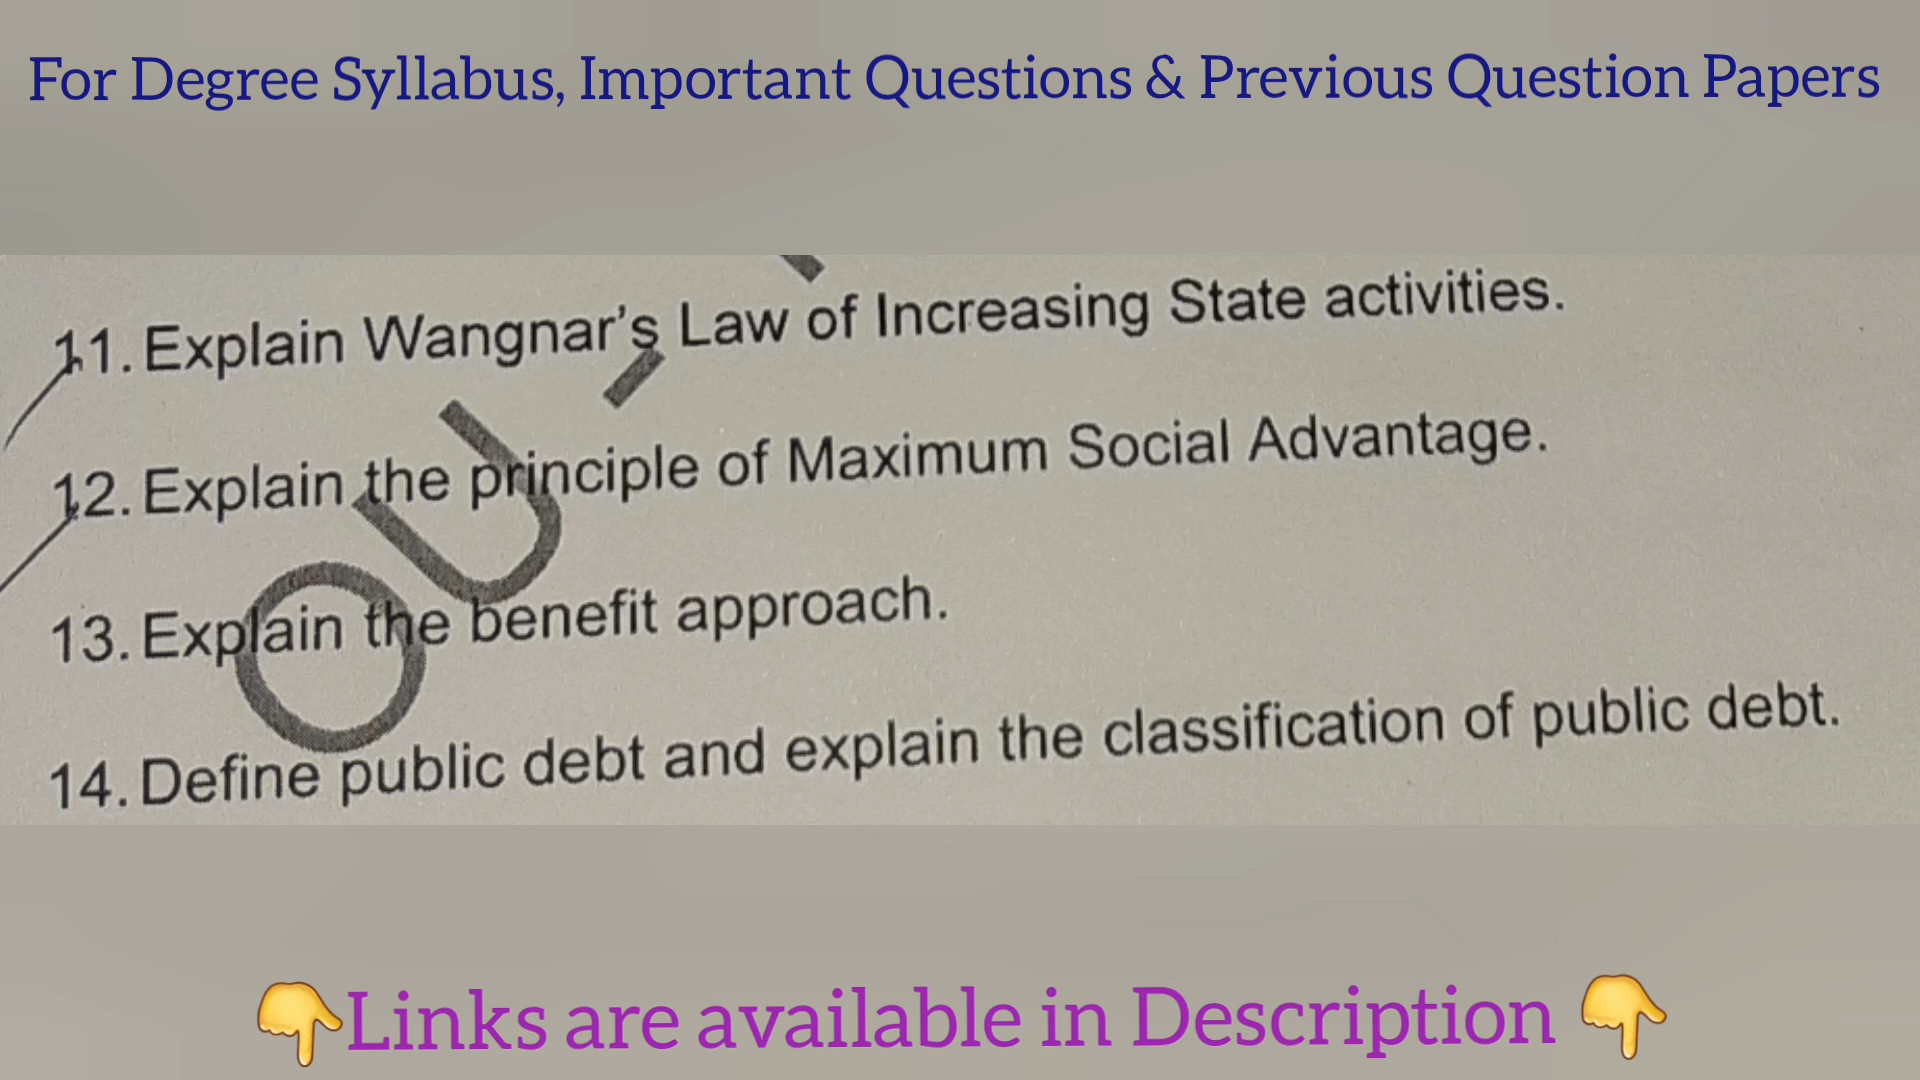 For Degree Syllabus, Important Questions & Previous Question Papers
11. Explain Wangnar's Law of Increasing State activities.
12. Explain the principle of Maximum Social Advantage.
13. Explain the benefit approach.
14. Define public debt and explain the classification of public debt.
OU -
👇Links are available in Description 👇